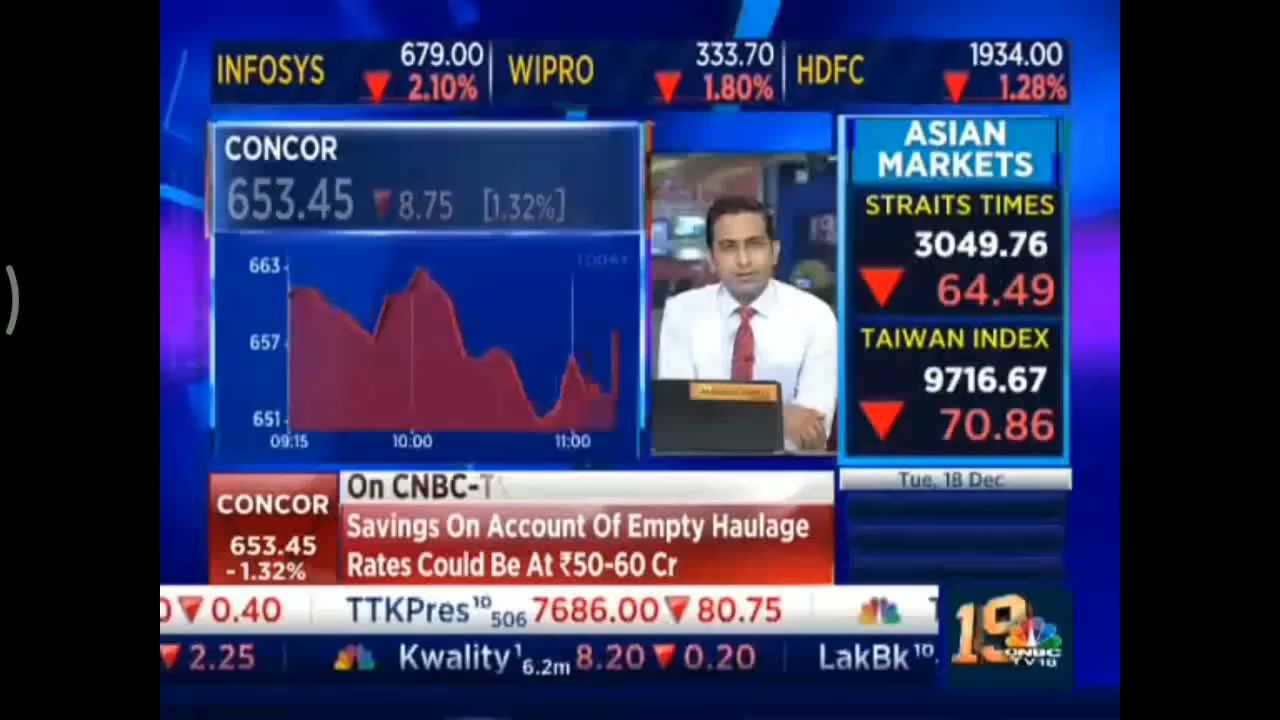 INFOSYS 679.00 ▼ 2.10%
WIPRO 333.70 ▼ 1.80%
HDFC 1934.00 ▼ 1.28%
CONCOR
653.45 ▼ 8.75 [1.32%]
TODAY
663
657
651
09:15 10:00 11:00
ASIAN
MARKETS
STRAITS TIMES
3049.76
▼ 64.49
TAIWAN INDEX
9716.67
▼ 70.86
Tue, 18 Dec
CONCOR
653.45
-1.32%
On CNBC-T
Savings On Account Of Empty Haulage
Rates Could Be At ₹50-60 Cr
▼ 0.40 TTKPres 10 506 7686.00 ▼ 80.75
▼ 2.25 Kwality 1 6.2m 8.20 ▼ 0.20 LakBk 10
19
CNBC
TV18